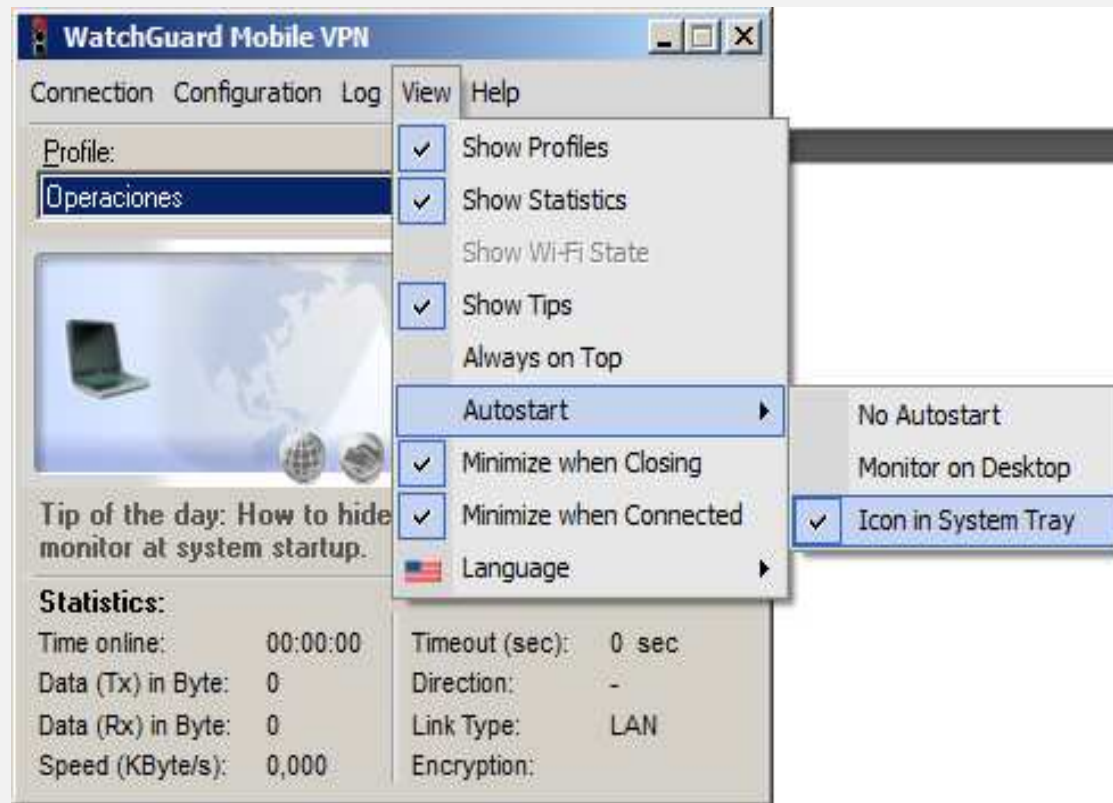 WatchGuard Mobile VPN
Connection Configuration Log View Help
Profile:
Operaciones
Show Profiles
Show Statistics
Show Wi-Fi State
Show Tips
Always on Top
Autostart
Minimize when Closing
Minimize when Connected
Language
No Autostart
Monitor on Desktop
Icon in System Tray
Tip of the day: How to hide
monitor at system startup.
Statistics:
Time online: 00:00:00 Timeout (sec): 0 sec
Data (Tx) in Byte: 0 Direction: -
Data (Rx) in Byte: 0 Link Type: LAN
Speed (KByte/s): 0,000 Encryption: